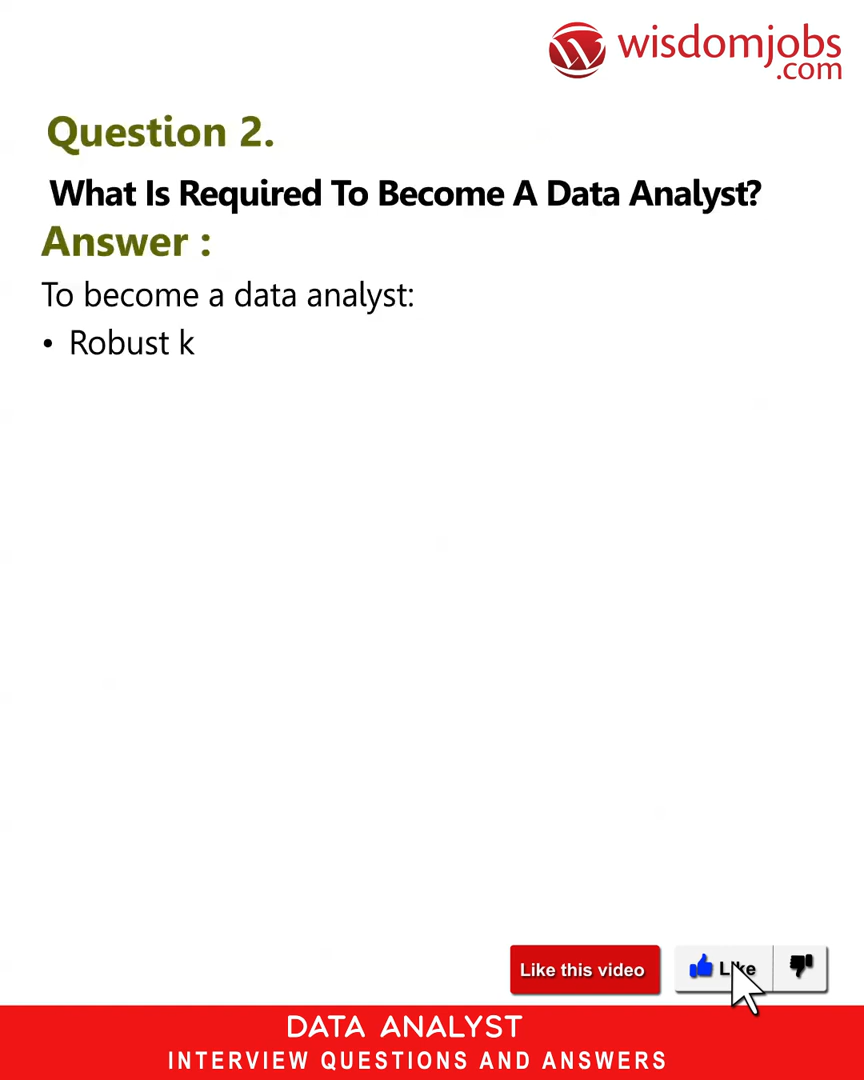 wisdomjobs
.com
Question 2.
What Is Required To Become A Data Analyst?
Answer :
To become a data analyst:
• Robust k
Like this video
Like
DATA ANALYST
INTERVIEW QUESTIONS AND ANSWERS